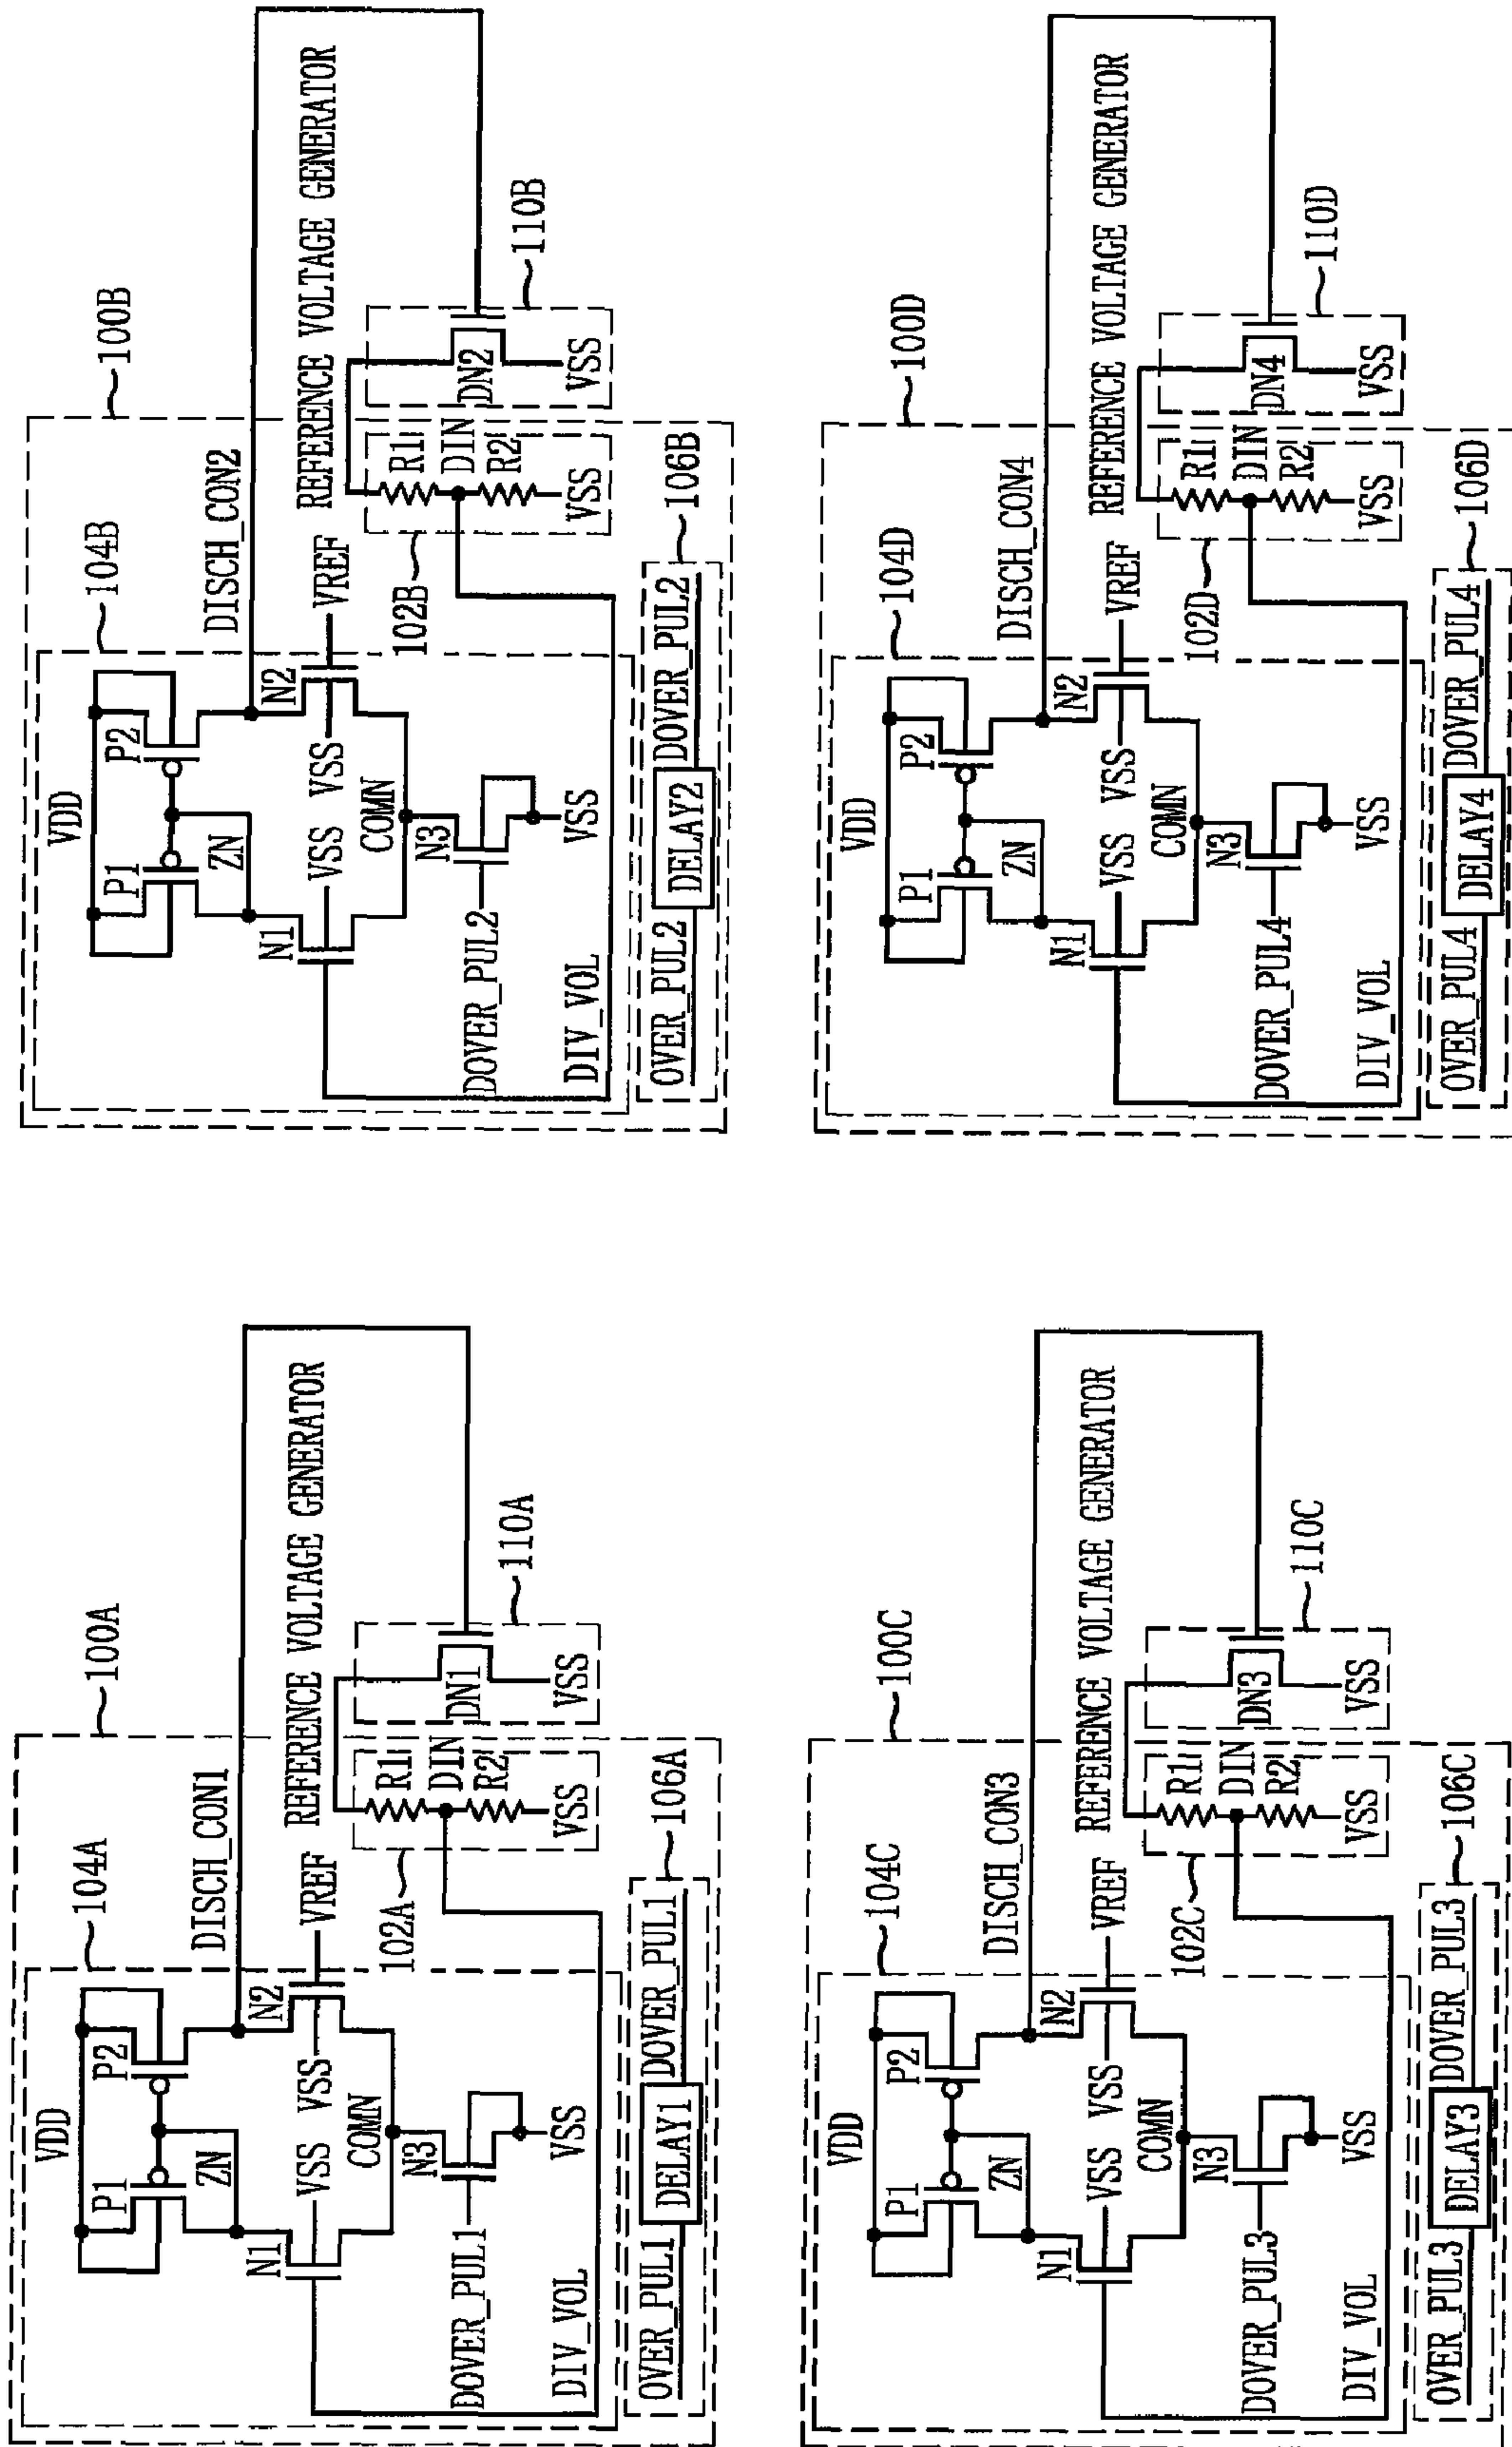 100A
104A
VDD
P1
P2
ZN
DISCH_CON1
N1
N2
VSS
VSS
VREF
REFERENCE VOLTAGE GENERATOR
COMN
102A
R1
DIN
R2
VSS
DN1
VSS
110A
DOVER_PUL1
N3
VSS
DIV_VOL
106A
OVER_PUL1
DELAY1
DOVER_PUL1
100B
104B
VDD
P1
P2
ZN
DISCH_CON2
N1
N2
VSS
VSS
VREF
REFERENCE VOLTAGE GENERATOR
COMN
102B
R1
DIN
R2
VSS
DN2
VSS
110B
DOVER_PUL2
N3
VSS
DIV_VOL
106B
OVER_PUL2
DELAY2
DOVER_PUL2
100C
104C
VDD
P1
P2
ZN
DISCH_CON3
N1
N2
VSS
VSS
VREF
REFERENCE VOLTAGE GENERATOR
COMN
102C
R1
DIN
R2
VSS
DN3
VSS
110C
DOVER_PUL3
N3
VSS
DIV_VOL
106C
OVER_PUL3
DELAY3
DOVER_PUL3
100D
104D
VDD
P1
P2
ZN
DISCH_CON4
N1
N2
VSS
VSS
VREF
REFERENCE VOLTAGE GENERATOR
COMN
102D
R1
DIN
R2
VSS
DN4
VSS
110D
DOVER_PUL4
N3
VSS
DIV_VOL
106D
OVER_PUL4
DELAY4
DOVER_PUL4